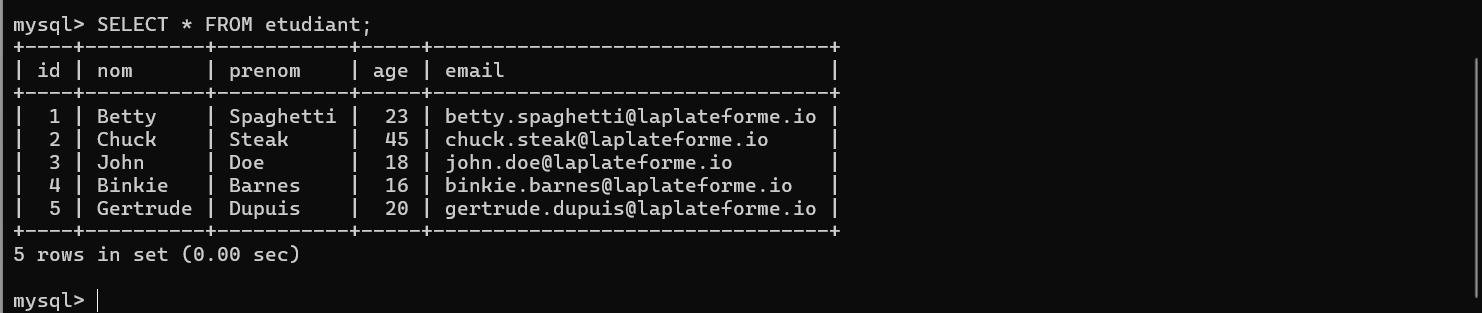 mysql> SELECT * FROM etudiant;
+----+----------+-----------+-----+---------------------------------+
| id | nom      | prenom    | age | email                           |
+----+----------+-----------+-----+---------------------------------+
|  1 | Betty    | Spaghetti |  23 | betty.spaghetti@laplateforme.io |
|  2 | Chuck    | Steak     |  45 | chuck.steak@laplateforme.io     |
|  3 | John     | Doe       |  18 | john.doe@laplateforme.io        |
|  4 | Binkie   | Barnes    |  16 | binkie.barnes@laplateforme.io   |
|  5 | Gertrude | Dupuis    |  20 | gertrude.dupuis@laplateforme.io |
+----+----------+-----------+-----+---------------------------------+
5 rows in set (0.00 sec)
mysql>